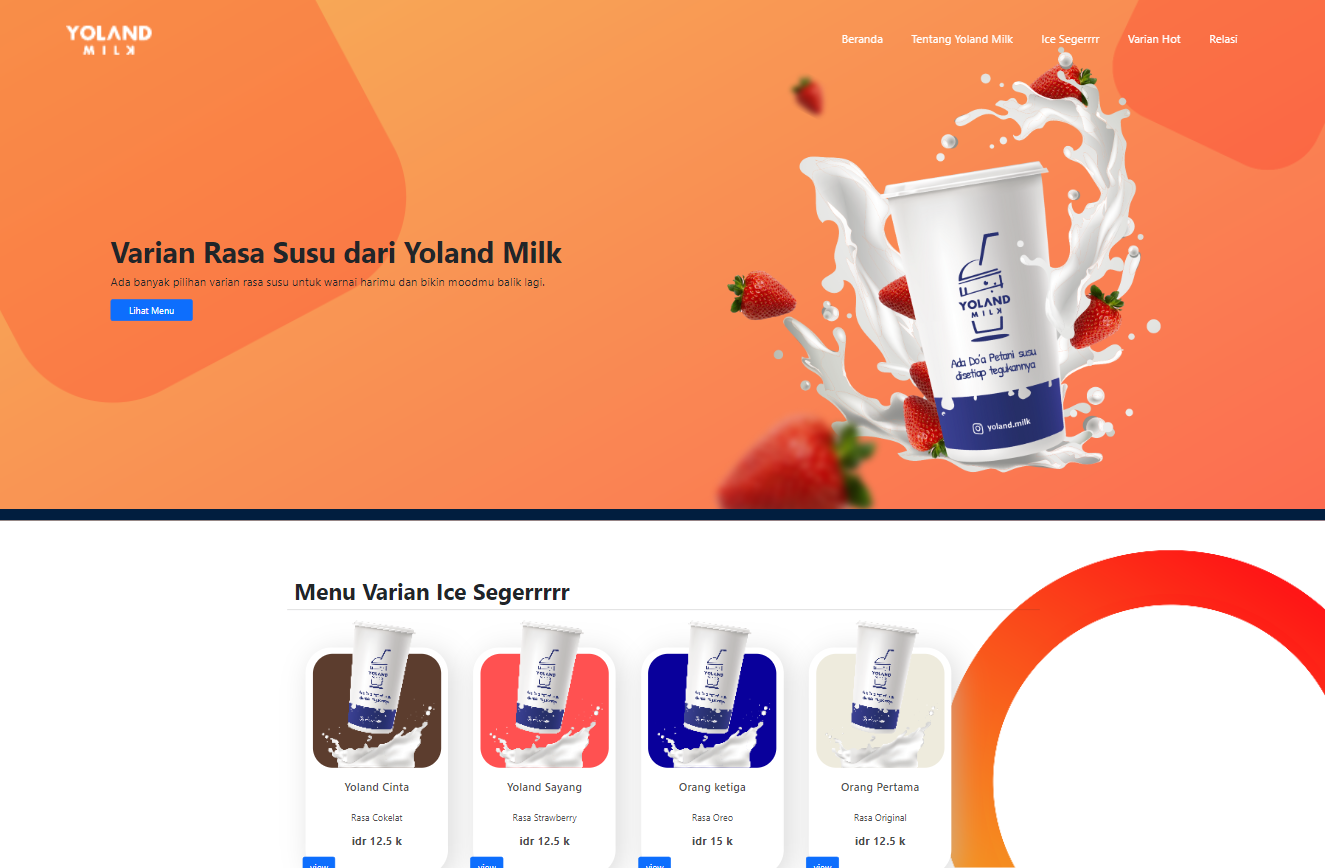 YOLAND
MILK
Beranda
Tentang Yoland Milk
Ice Segerrrr
Varian Hot
Relasi
Varian Rasa Susu dari Yoland Milk
Ada banyak pilihan varian rasa susu untuk warnai harimu dan bikin moodmu balik lagi.
Lihat Menu
YOLAND
MILK
Ada Do'a Petani susu
disetiap tegukannya
yoland.milk
Menu Varian Ice Segerrrrr
YOLAND
YOLAND
YOLAND
YOLAND
Yoland Cinta
Yoland Sayang
Orang ketiga
Orang Pertama
Rasa Cokelat
Rasa Strawberry
Rasa Oreo
Rasa Original
idr 12.5 k
idr 12.5 k
idr 15 k
idr 12.5 k
view
view
view
view